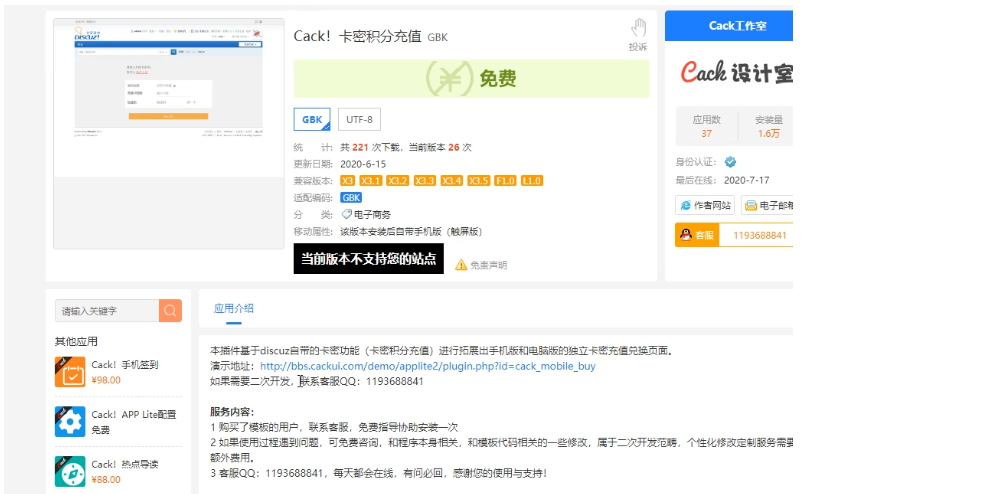 DISCUZ!
Cack！卡密积分充值 GBK
投诉
免费
GBK
UTF-8
统 计: 共 221 次下载，当前版本 26 次
更新日期: 2020-6-15
兼容版本: X3 X3.1 X3.2 X3.3 X3.4 X3.5 F1.0 L1.0
适配编码: GBK
分 类: 电子商务
移动属性: 该版本安装后自带手机版（触屏版）
当前版本不支持您的站点
免责声明
Cack工作室
Cack 设计室
应用数 安装量
37 1.6万
身份认证：
最后在线： 2020-7-17
作者网站 电子邮箱
客服 1193688841
请输入关键字
其他应用
Cack！手机签到
¥98.00
Cack！APP Lite配置
免费
Cack！热点导读
¥88.00
应用介绍
本插件基于discuz自带的卡密功能（卡密积分充值）进行拓展出手机版和电脑版的独立卡密充值兑换页面。
演示地址：http://bbs.cackui.com/demo/applite2/plugin.php?id=cack_mobile_buy
如果需要二次开发，联系客服QQ：1193688841
服务内容:
1 购买了模板的用户，联系客服，免费指导协助安装一次
2 如果使用过程遇到问题，可免费咨询，和程序本身相关，和模板代码相关的一些修改，属于二次开发范畴，个性化修改定制服务需要
额外费用。
3 客服QQ：1193688841，每天都会在线，有问必回，感谢您的使用与支持！